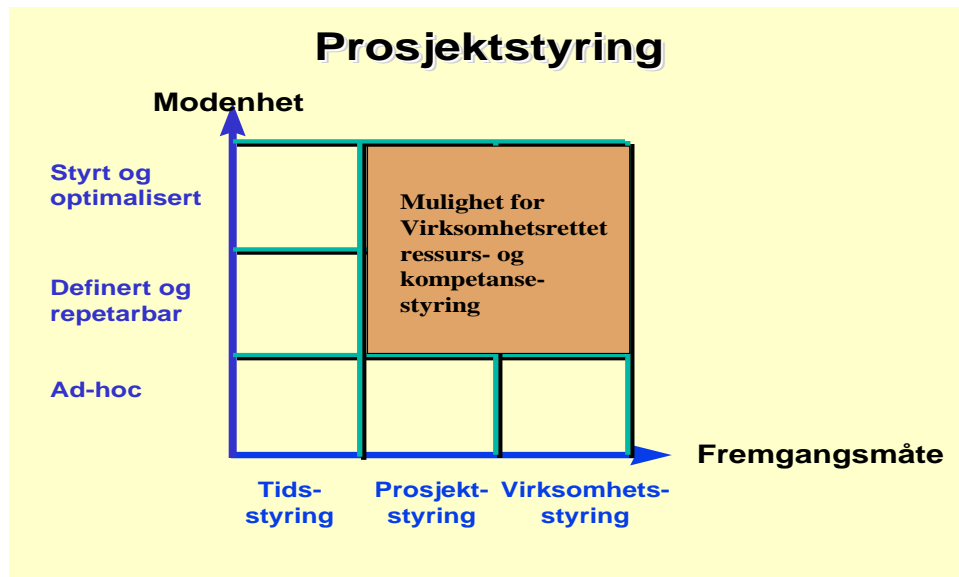 Prosjektstyring
Modenhet
Styrt og
optimalisert
Mulighet for
Virksomhetsrettet
ressurs- og
kompetanse-
styring
Definert og
repetarbar
Ad-hoc
Fremgangsmåte
Tids-
styring
Prosjekt-
styring
Virksomhets-
styring